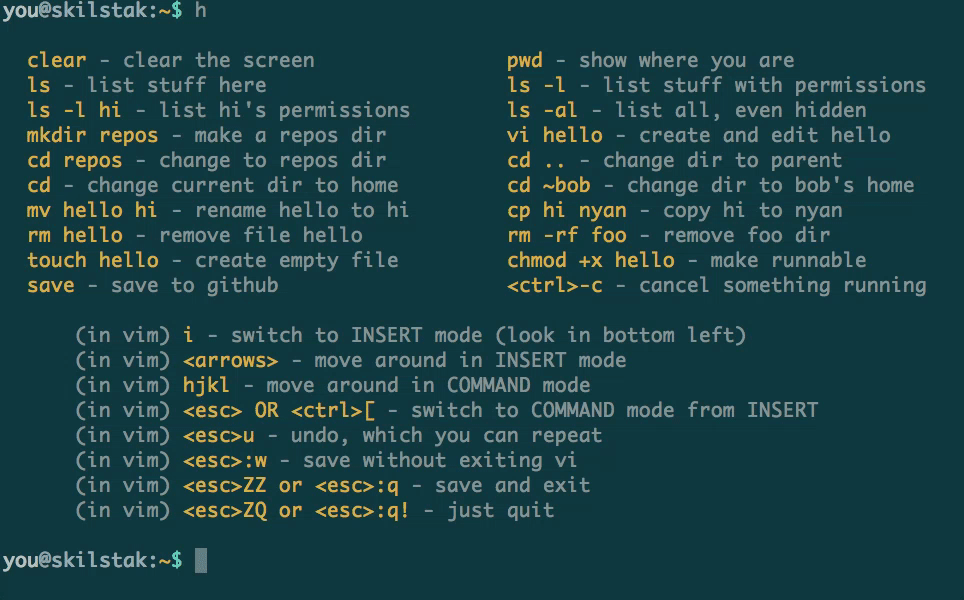 you@skilstak:~$ h
clear - clear the screen pwd - show where you are
ls - list stuff here ls -l - list stuff with permissions
ls -l hi - list hi's permissions ls -al - list all, even hidden
mkdir repos - make a repos dir vi hello - create and edit hello
cd repos - change to repos dir cd .. - change dir to parent
cd - change current dir to home cd ~bob - change dir to bob's home
mv hello hi - rename hello to hi cp hi nyan - copy hi to nyan
rm hello - remove file hello rm -rf foo - remove foo dir
touch hello - create empty file chmod +x hello - make runnable
save - save to github <ctrl>-c - cancel something running
(in vim) i - switch to INSERT mode (look in bottom left)
(in vim) <arrows> - move around in INSERT mode
(in vim) hjkl - move around in COMMAND mode
(in vim) <esc> OR <ctrl>[ - switch to COMMAND mode from INSERT
(in vim) <esc>u - undo, which you can repeat
(in vim) <esc>:w - save without exiting vi
(in vim) <esc>ZZ or <esc>:q - save and exit
(in vim) <esc>ZQ or <esc>:q! - just quit
you@skilstak:~$